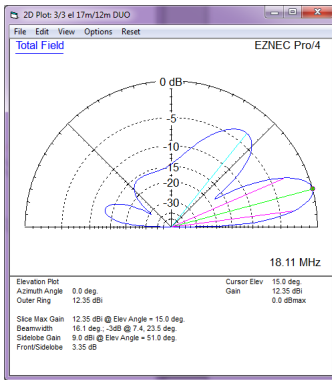 2D Plot: 3/3 el 17m/12m DUO
File Edit View Options Reset
Total Field EZNEC Pro/4
0 dB
-5
-10
-15
-20
-30
18.11 MHz
Elevation Plot Cursor Elev 15.0 deg.
Azimuth Angle 0.0 deg. Gain 12.35 dBi
Outer Ring 12.35 dBi 0.0 dBmax
Slice Max Gain 12.35 dBi @ Elev Angle = 15.0 deg.
Beamwidth 16.1 deg.; -3dB @ 7.4, 23.5 deg.
Sidelobe Gain 9.0 dBi @ Elev Angle = 51.0 deg.
Front/Sidelobe 3.35 dB